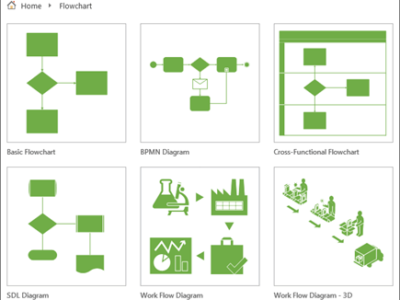 Home Flowchart
Basic Flowchart
BPMN Diagram
Cross-Functional Flowchart
SDL Diagram
Work Flow Diagram
Work Flow Diagram - 3D